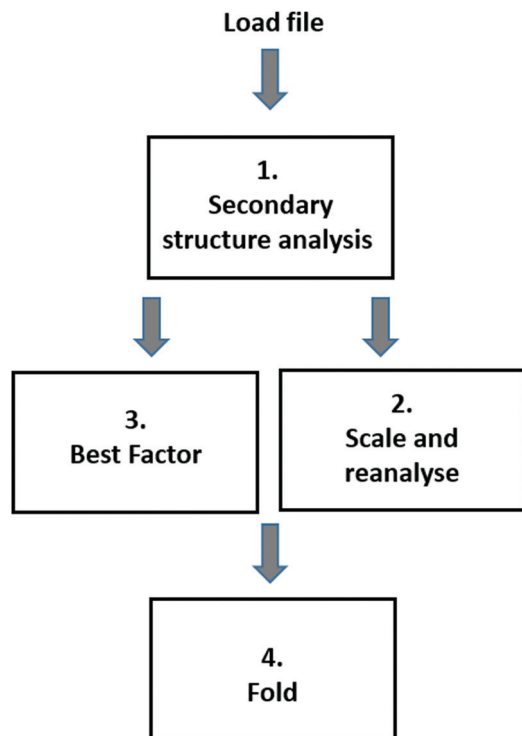 Load file
1.
Secondary
structure analysis
3.
Best Factor
2.
Scale and
reanalyse
4.
Fold